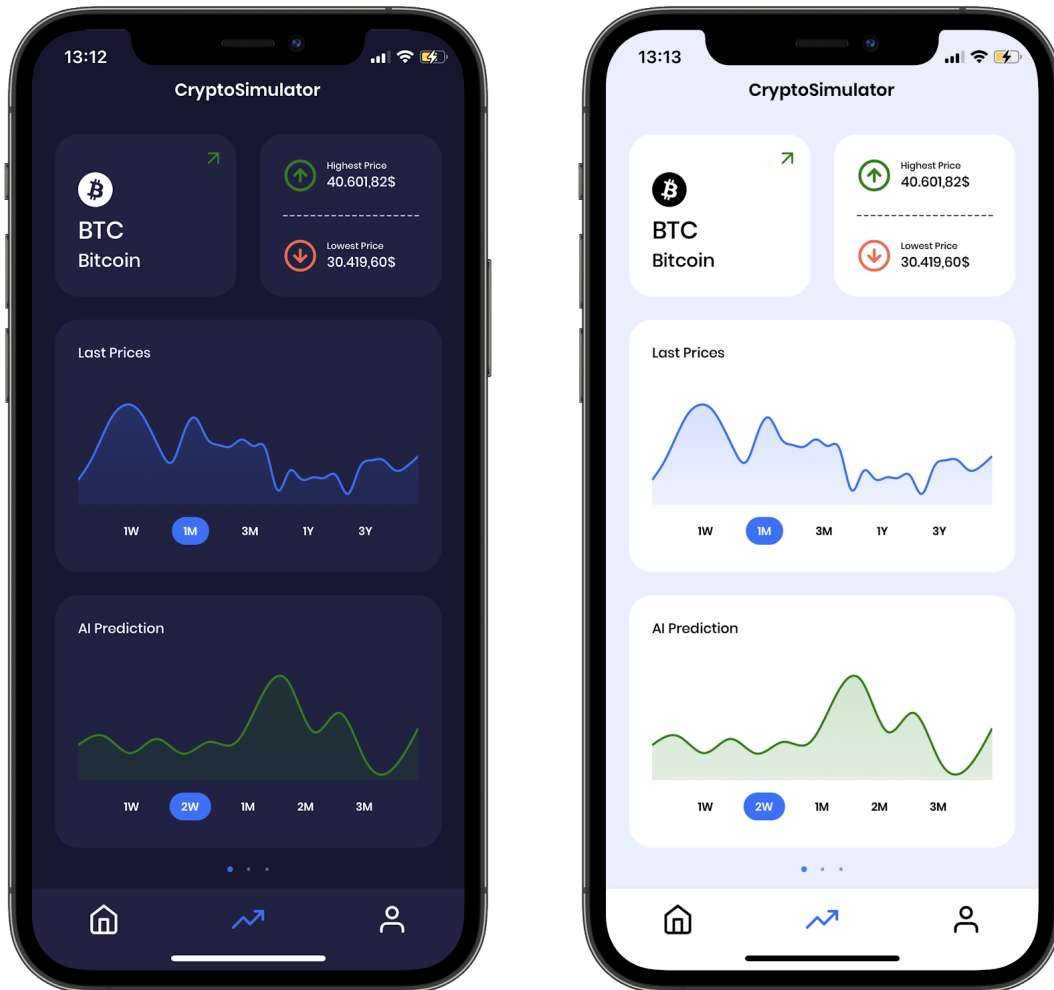 13:12
CryptoSimulator
BTC
Bitcoin
Highest Price
40.601,82$
Lowest Price
30.419,60$
Last Prices
1W 1M 3M 1Y 3Y
AI Prediction
1W 2W 1M 2M 3M
13:13
CryptoSimulator
BTC
Bitcoin
Highest Price
40.601,82$
Lowest Price
30.419,60$
Last Prices
1W 1M 3M 1Y 3Y
AI Prediction
1W 2W 1M 2M 3M